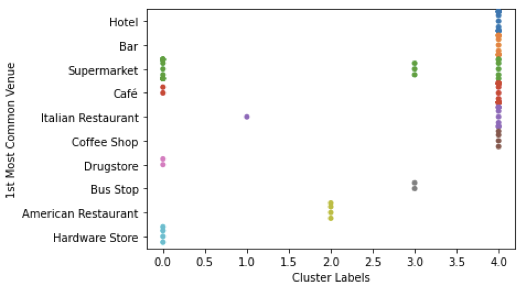 1st Most Common Venue
Hotel
Bar
Supermarket
Café
Italian Restaurant
Coffee Shop
Drugstore
Bus Stop
American Restaurant
Hardware Store
0.0 0.5 1.0 1.5 2.0 2.5 3.0 3.5 4.0
Cluster Labels